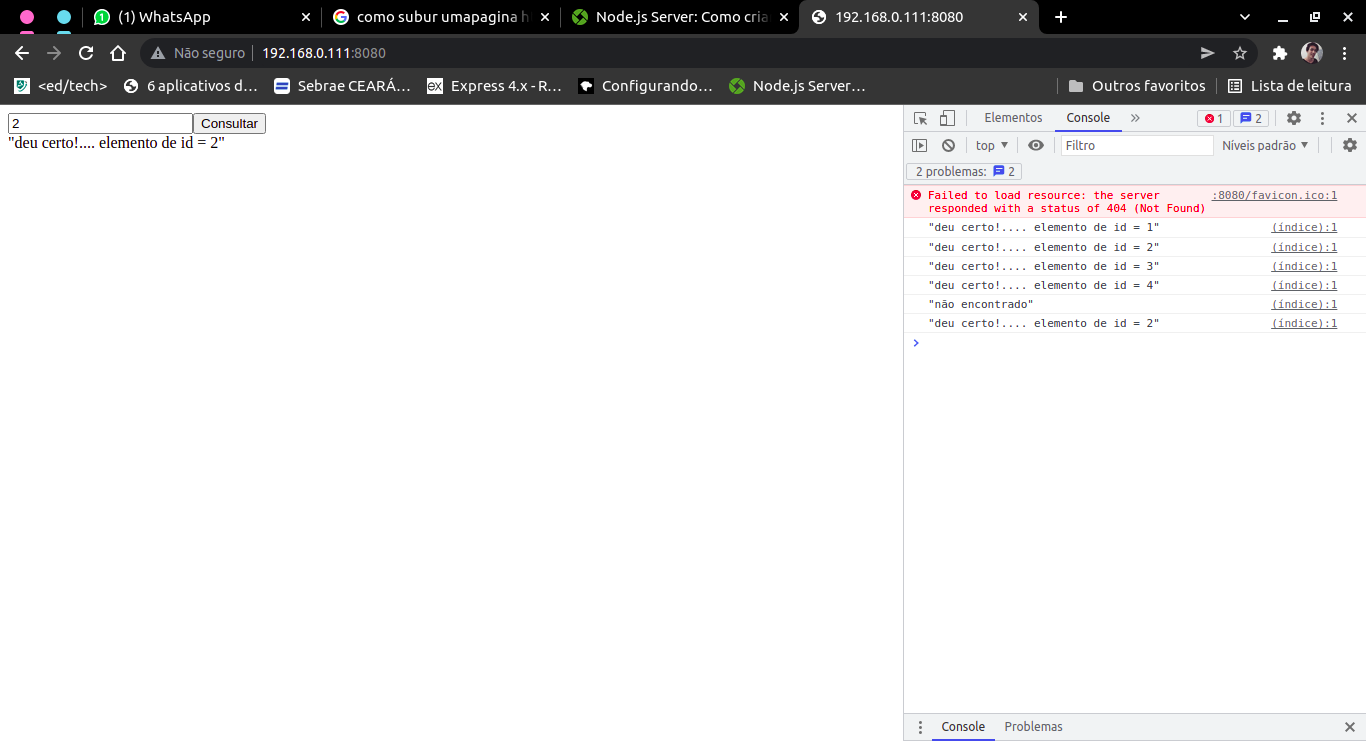 (1) WhatsApp
como subur umapagina h
Node.js Server: Como cria
192.168.0.111:8080
Não seguro
192.168.0.111:8080
<ed/tech>
6 aplicativos d…
Sebrae CEARÁ…
Express 4.x - R…
Configurando…
Node.js Server…
Outros favoritos
Lista de leitura
2
Consultar
"deu certo!.... elemento de id = 2"
Elementos
Console
»
1
2
top ▼
Filtro
Níveis padrão ▼
2 problemas: 2
Failed to load resource: the server :8080/favicon.ico:1
responded with a status of 404 (Not Found)
"deu certo!.... elemento de id = 1" (índice):1
"deu certo!.... elemento de id = 2" (índice):1
"deu certo!.... elemento de id = 3" (índice):1
"deu certo!.... elemento de id = 4" (índice):1
"não encontrado" (índice):1
"deu certo!.... elemento de id = 2" (índice):1
Console
Problemas